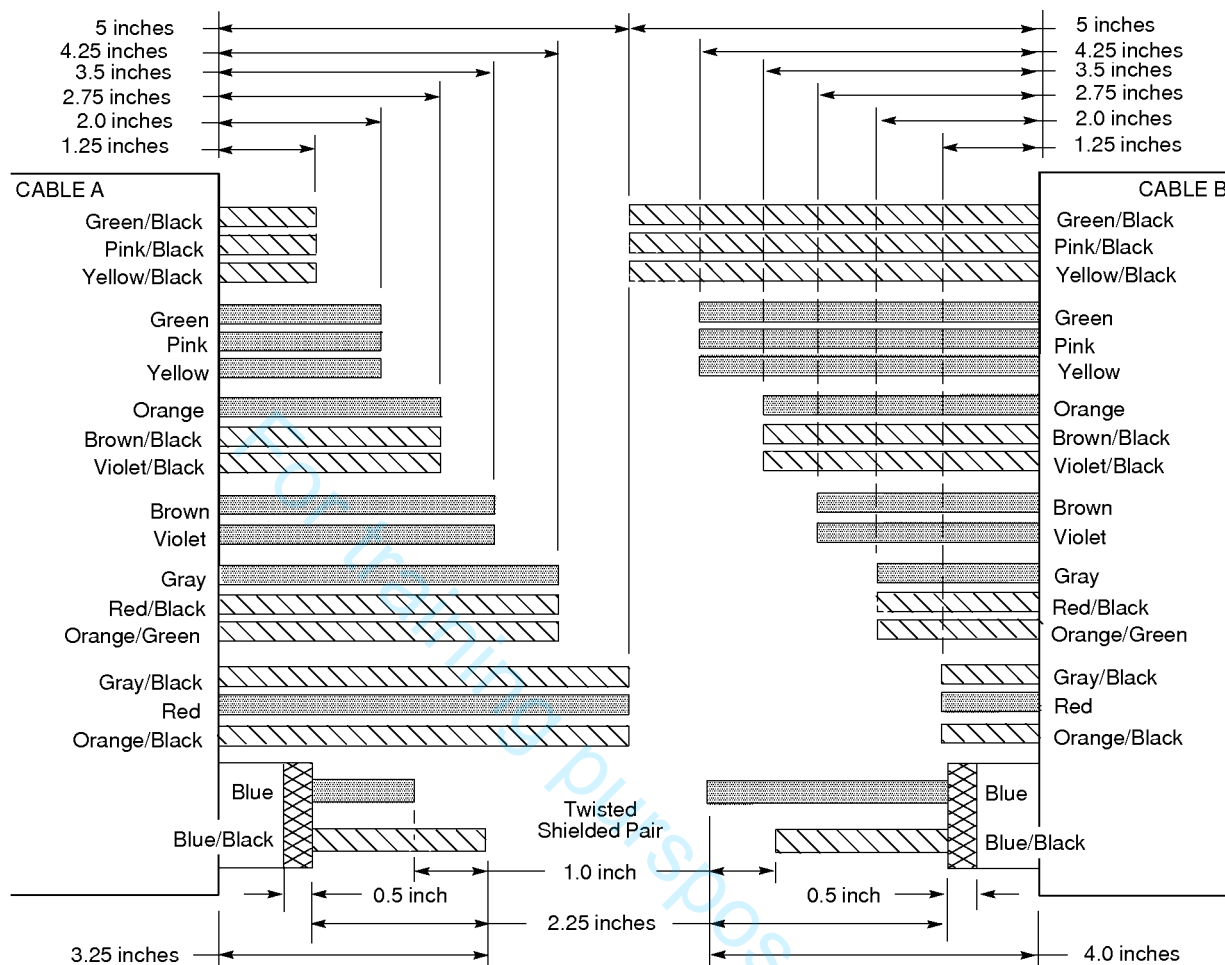 5 inches 5 inches
4.25 inches 4.25 inches
3.5 inches 3.5 inches
2.75 inches 2.75 inches
2.0 inches 2.0 inches
1.25 inches 1.25 inches
CABLE A CABLE B
Green/Black Green/Black
Pink/Black Pink/Black
Yellow/Black Yellow/Black
Green Green
Pink Pink
Yellow Yellow
Orange Orange
Brown/Black Brown/Black
Violet/Black Violet/Black
Brown Brown
Violet Violet
Gray Gray
Red/Black Red/Black
Orange/Green Orange/Green
Gray/Black Gray/Black
Red Red
Orange/Black Orange/Black
Blue Twisted Blue
Shielded Pair
Blue/Black Blue/Black
1.0 inch
0.5 inch 0.5 inch
2.25 inches
3.25 inches 4.0 inches
For training purspos